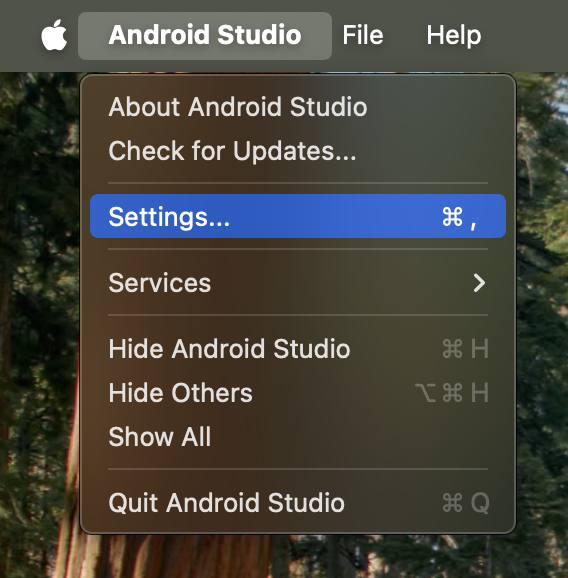 Android Studio File Help
About Android Studio
Check for Updates...
Settings... ⌘ ,
Services
Hide Android Studio ⌘ H
Hide Others ⌥ ⌘ H
Show All
Quit Android Studio ⌘ Q